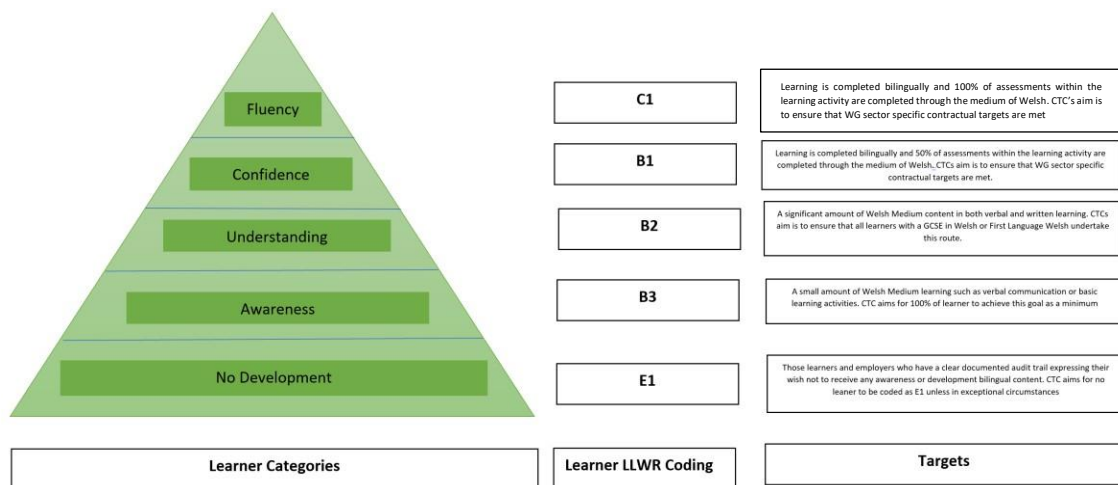 Fluency
C1
Learning is completed bilingually and 100% of assessments within the
learning activity are completed through the medium of Welsh. CTC's aim is
to ensure that WG sector specific contractual targets are met
Confidence
B1
Learning is completed bilingually and 50% of assessments within the learning activity are
completed through the medium of Welsh. CTCs aim is to ensure that WG sector specific
contractual targets are met.
Understanding
B2
A significant amount of Welsh Medium content in both verbal and written learning. CTCs
aim is to ensure that all learners with a GCSE in Welsh or First Language Welsh undertake
this route.
Awareness
B3
A small amount of Welsh Medium learning such as verbal communication or basic
learning activities. CTC aims for 100% of learner to achieve this goal as a minimum
No Development
E1
Those learners and employers who have a clear documented audit trail expressing their
wish not to receive any awareness or development bilingual content. CTC aims for no
leaner to be coded as E1 unless in exceptional circumstances
Learner Categories
Learner LLWR Coding
Targets